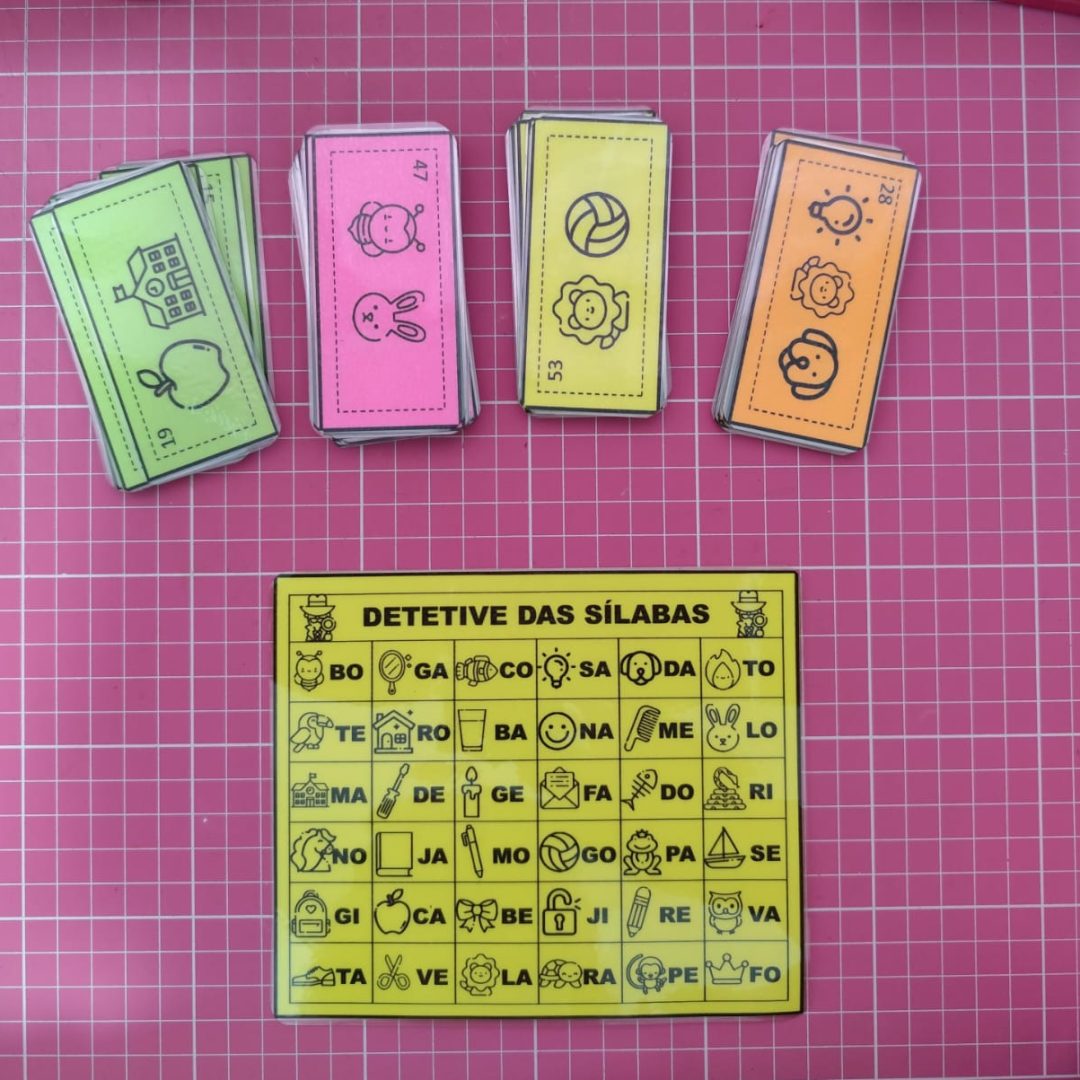 47
28
15
53
19
DETETIVE DAS SÍLABAS
BO GA CO SA DA TO
TE RO BA NA ME LO
MA DE GE FA DO RI
NO JA MO GO PA SE
GI CA BE JI RE VA
TA VE LA RA PE FO